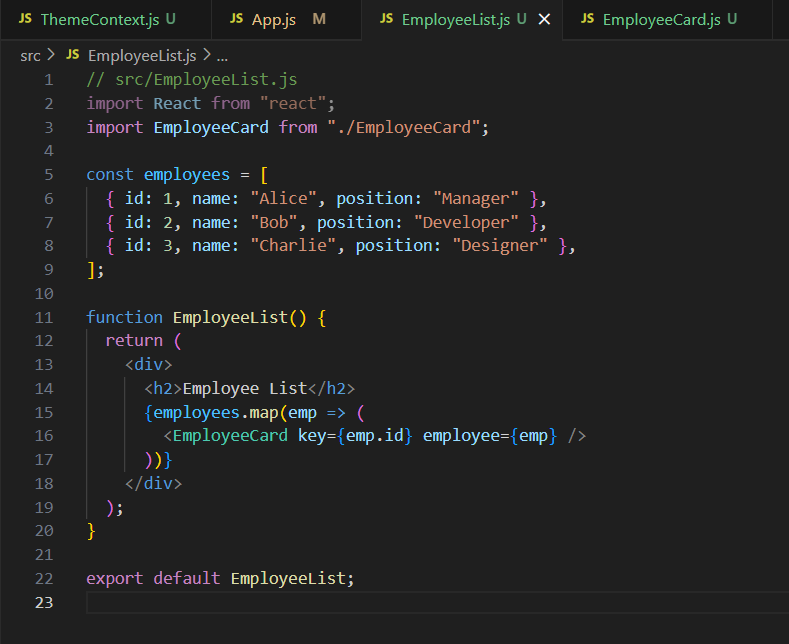 JS ThemeContext.js U JS App.js M JS EmployeeList.js U × JS EmployeeCard.js U
src > JS EmployeeList.js > ...
1 // src/EmployeeList.js
2 import React from "react";
3 import EmployeeCard from "./EmployeeCard";
4
5 const employees = [
6   { id: 1, name: "Alice", position: "Manager" },
7   { id: 2, name: "Bob", position: "Developer" },
8   { id: 3, name: "Charlie", position: "Designer" },
9 ];
10
11 function EmployeeList() {
12   return (
13     <div>
14       <h2>Employee List</h2>
15       {employees.map(emp => (
16         <EmployeeCard key={emp.id} employee={emp} />
17       ))}
18     </div>
19   );
20 }
21
22 export default EmployeeList;
23